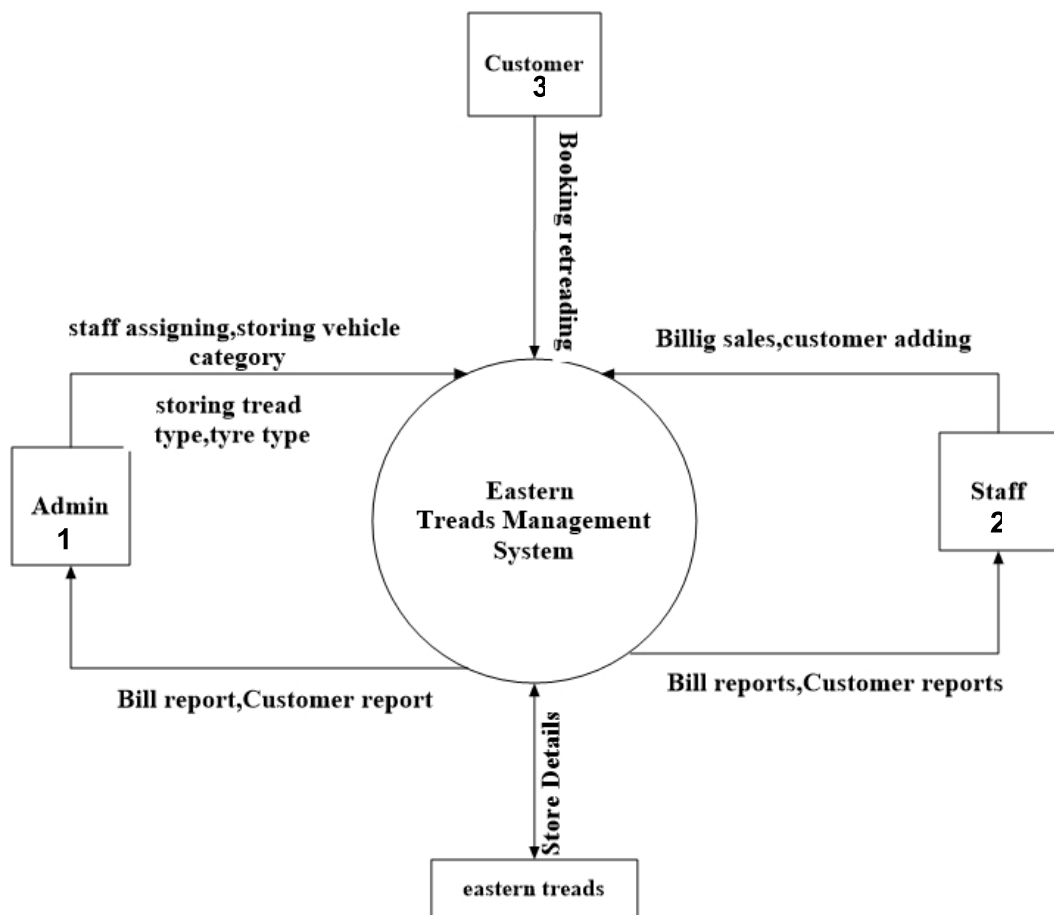 Customer
3
Booking retreading
staff assigning,storing vehicle
category
storing tread
type,tyre type
Billig sales,customer adding
Admin
1
Eastern
Treads Management
System
Staff
2
Bill report,Customer report
Bill reports,Customer reports
Store Details
eastern treads